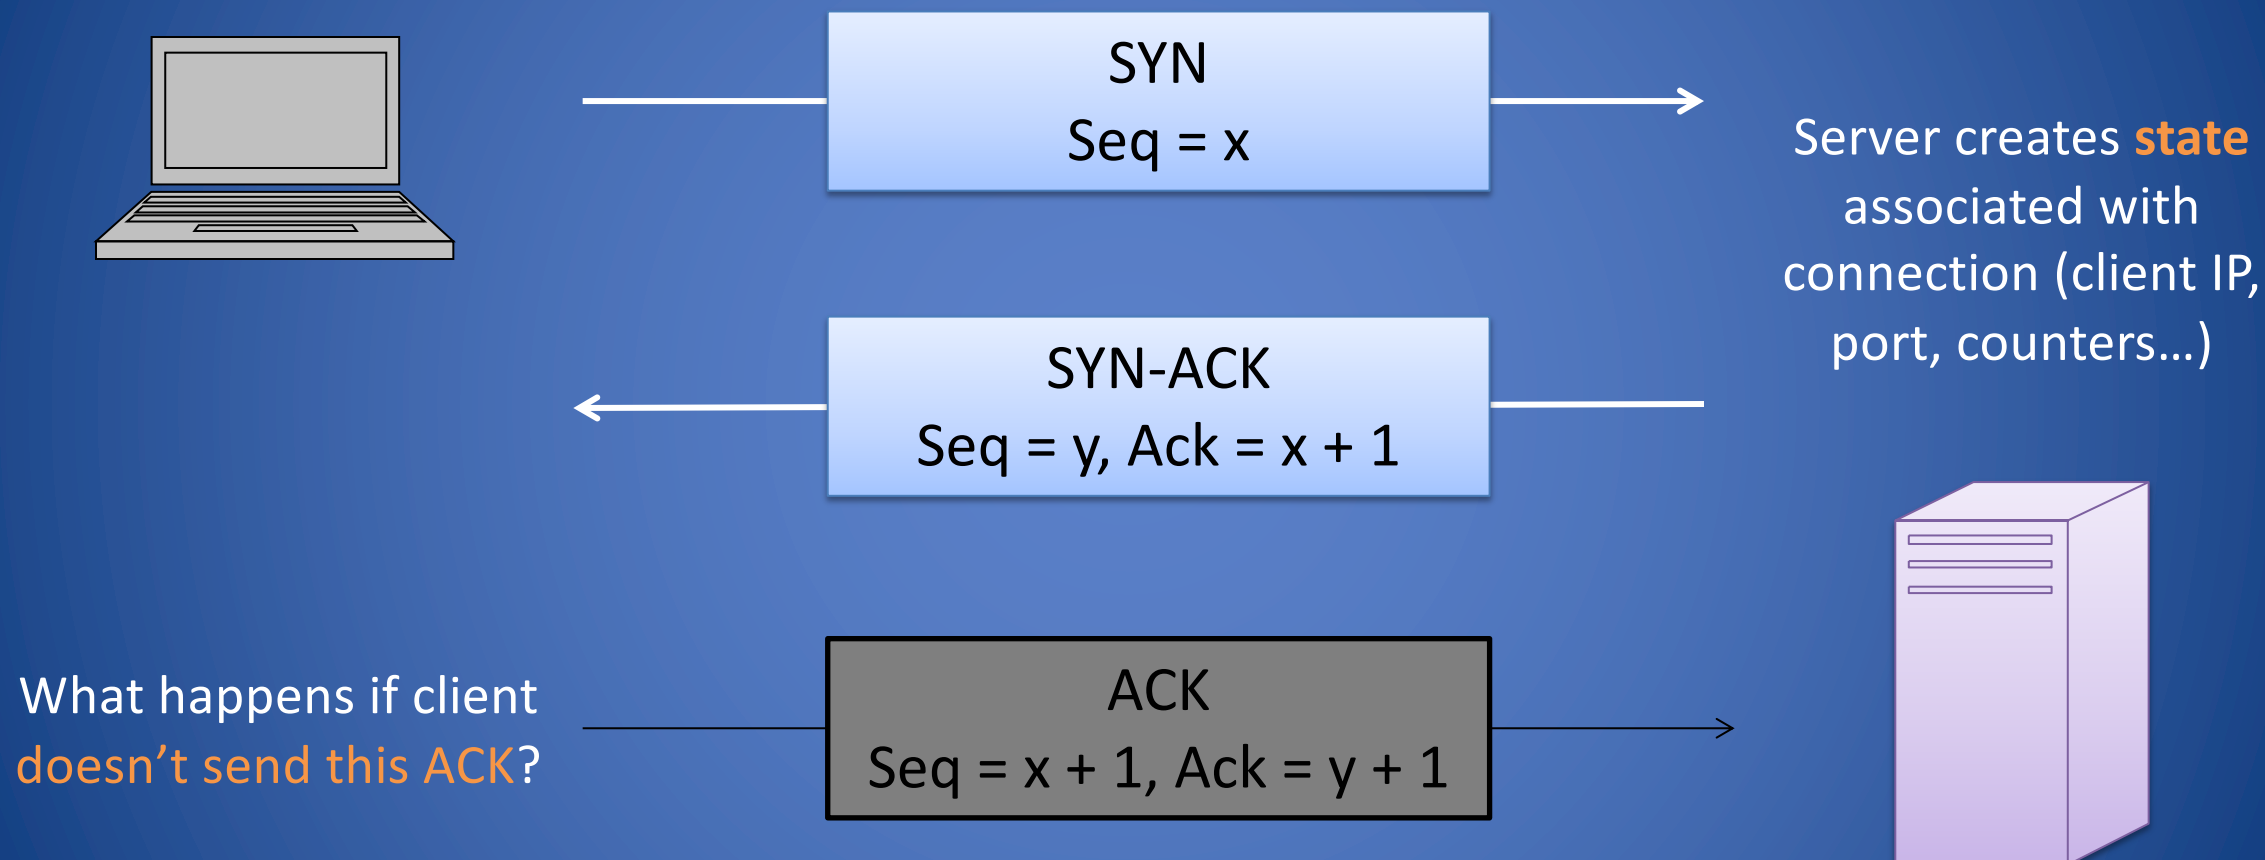 SYN
Seq = x
Server creates state
associated with
connection (client IP,
port, counters…)
SYN-ACK
Seq = y, Ack = x + 1
What happens if client
doesn’t send this ACK?
ACK
Seq = x + 1, Ack = y + 1